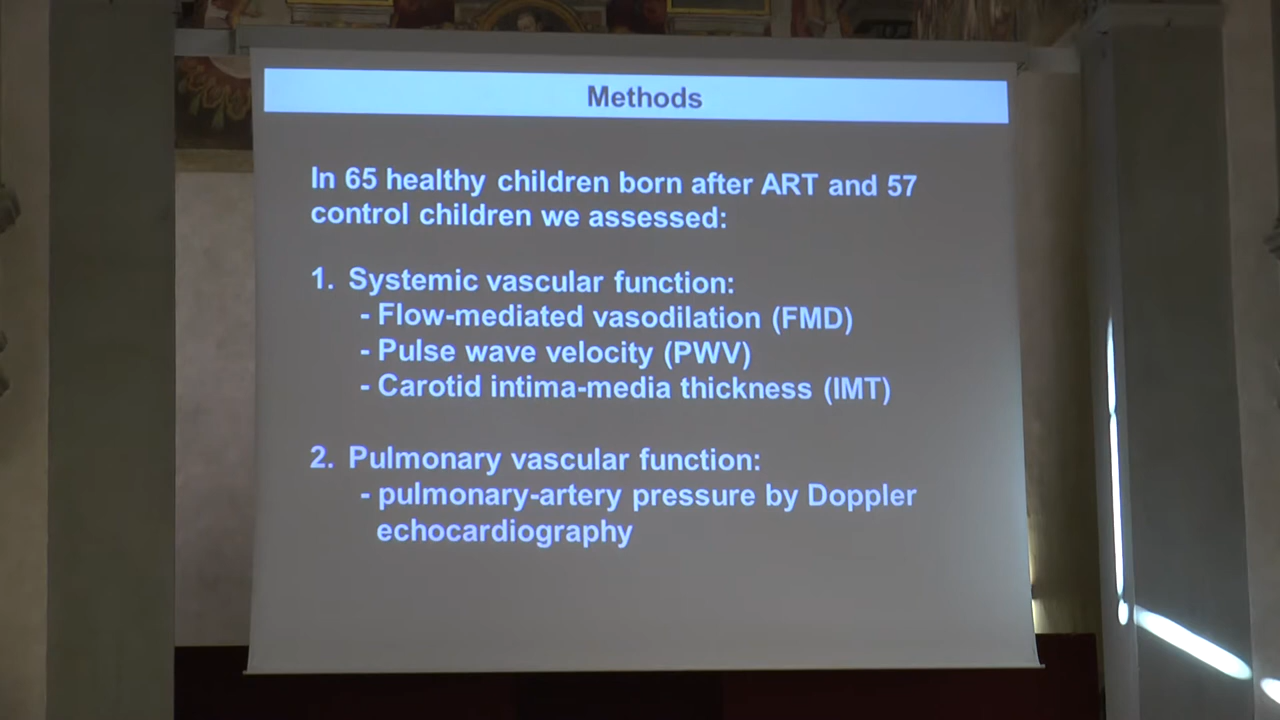 Methods
In 65 healthy children born after ART and 57
control children we assessed:
1. Systemic vascular function:
- Flow-mediated vasodilation (FMD)
- Pulse wave velocity (PWV)
- Carotid intima-media thickness (IMT)
2. Pulmonary vascular function:
- pulmonary-artery pressure by Doppler
echocardiography